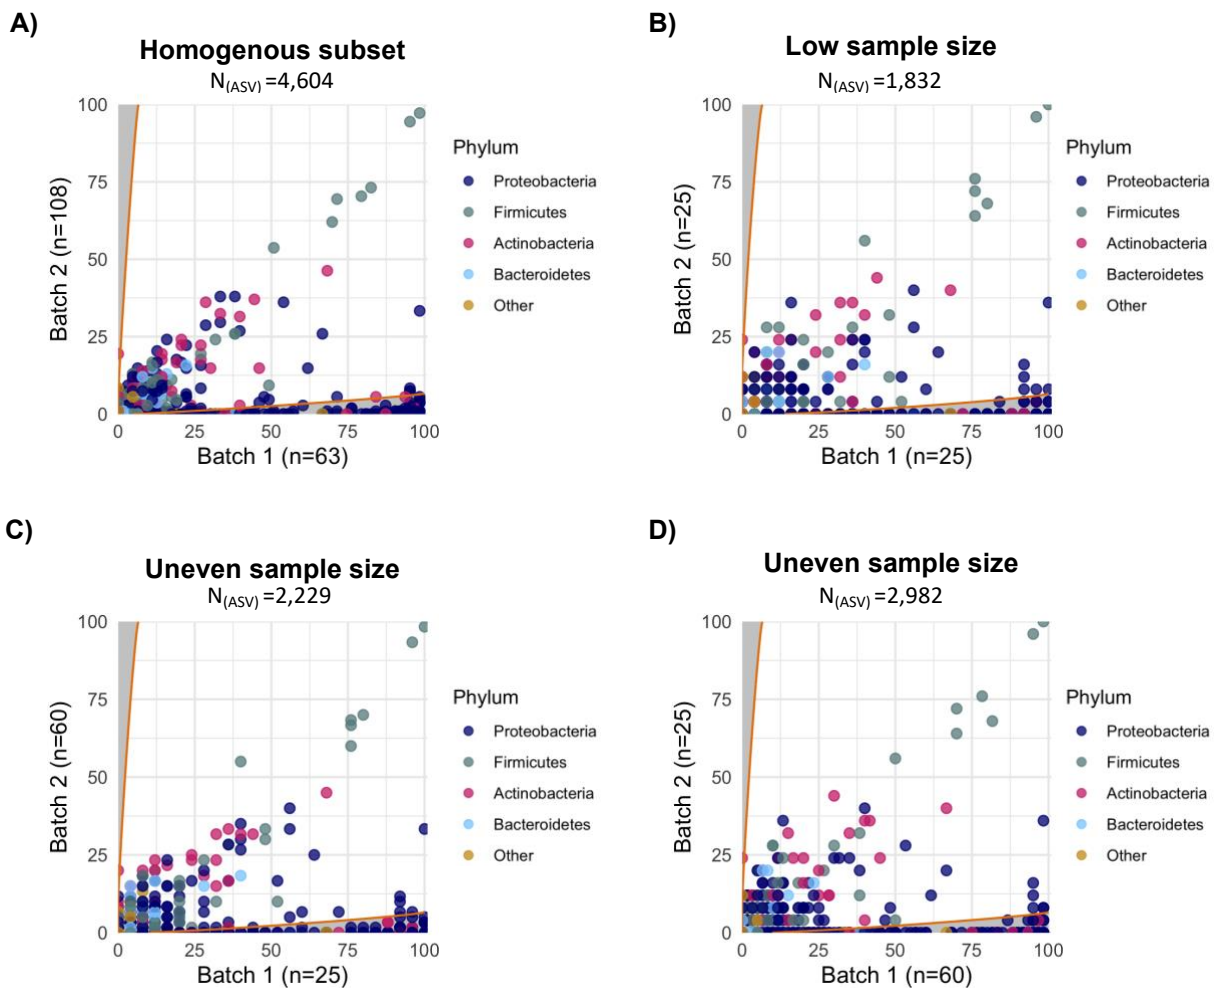 A)
Homogenous subset
N(ASV) =4,604
100
75
50
25
0
Batch 2 (n=108)
0 25 50 75 100
Batch 1 (n=63)
Phylum
Proteobacteria
Firmicutes
Actinobacteria
Bacteroidetes
Other
B)
Low sample size
N(ASV) =1,832
100
75
50
25
0
Batch 2 (n=25)
0 25 50 75 100
Batch 1 (n=25)
Phylum
Proteobacteria
Firmicutes
Actinobacteria
Bacteroidetes
Other
C)
Uneven sample size
N(ASV) =2,229
100
75
50
25
0
Batch 2 (n=60)
0 25 50 75 100
Batch 1 (n=25)
Phylum
Proteobacteria
Firmicutes
Actinobacteria
Bacteroidetes
Other
D)
Uneven sample size
N(ASV) =2,982
100
75
50
25
0
Batch 2 (n=25)
0 25 50 75 100
Batch 1 (n=60)
Phylum
Proteobacteria
Firmicutes
Actinobacteria
Bacteroidetes
Other